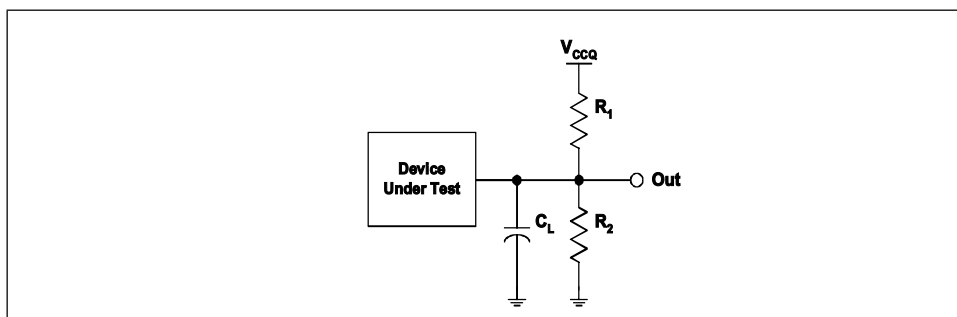 V_CCQ
R_1
Device
Under Test
Out
C_L
R_2